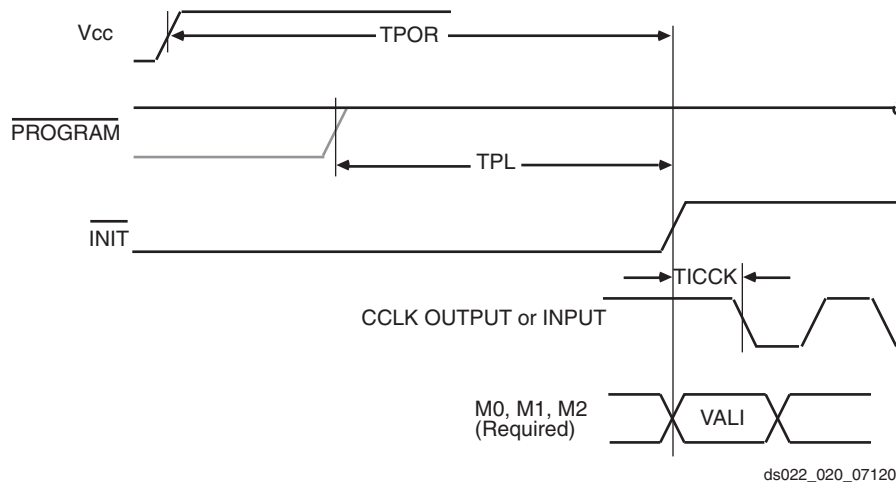 Vcc
TPOR
PROGRAM
TPL
INIT
TICCK
CCLK OUTPUT or INPUT
M0, M1, M2
(Required)
VALI
ds022_020_07120